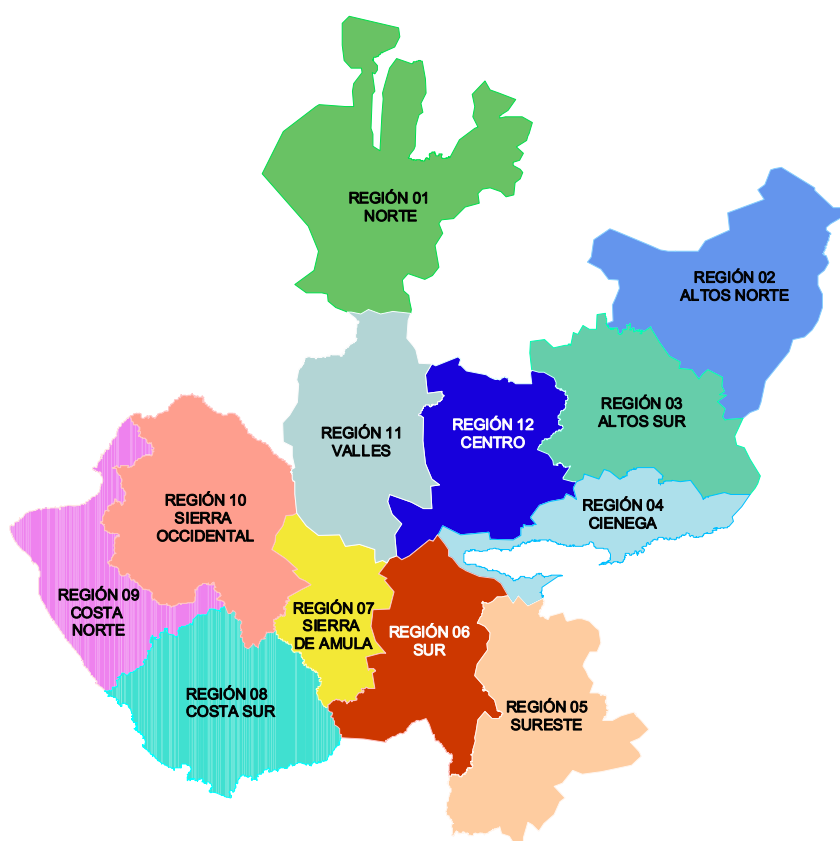 REGIÓN 01
NORTE
REGIÓN 02
ALTOS NORTE
REGIÓN 03
ALTOS SUR
REGIÓN 12
CENTRO
REGIÓN 11
VALLES
REGIÓN 04
CIENEGA
REGIÓN 10
SIERRA
OCCIDENTAL
REGIÓN 09
COSTA
NORTE
REGIÓN 07
SIERRA
DE AMULA
REGIÓN 06
SUR
REGIÓN 08
COSTA SUR
REGIÓN 05
SURESTE